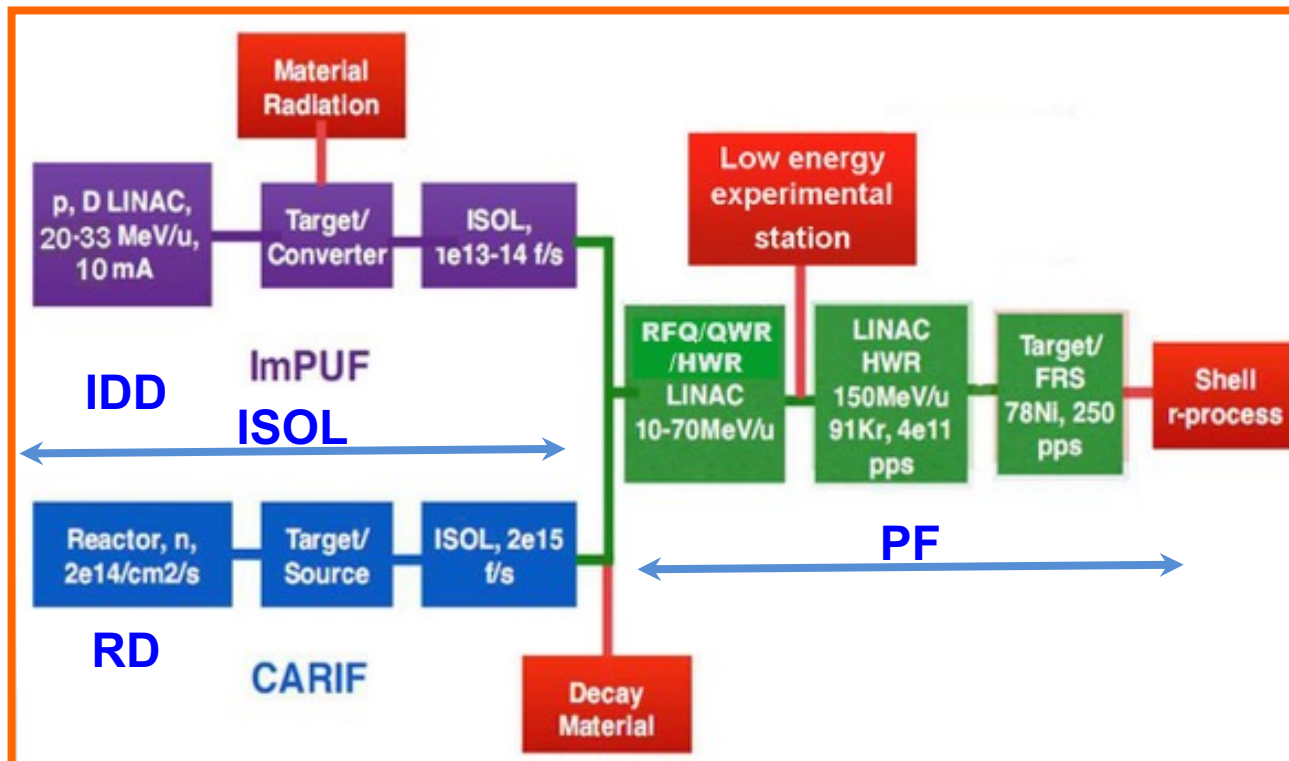 Material
Radiation
p, D LINAC,
20-33 MeV/u,
10 mA
Target/
Converter
ISOL,
1e13-14 f/s
Low energy
experimental
station
RFQ/QWR
/HWR
LINAC
10-70MeV/u
LINAC
HWR
150MeV/u
91Kr, 4e11
pps
Target/
FRS
78Ni, 250
pps
Shell
r-process
ImPUF
IDD
ISOL
Reactor, n,
2e14/cm2/s
Target/
Source
ISOL, 2e15
f/s
PF
RD
CARIF
Decay
Material